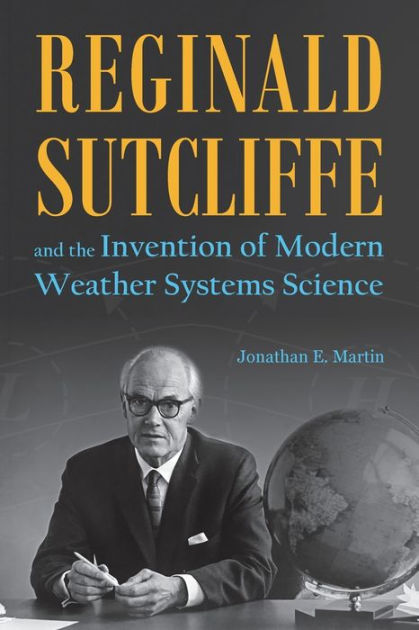 REGINALD
SUTCLIFFE
and the Invention of Modern
Weather Systems Science
Jonathan E. Martin
L
H